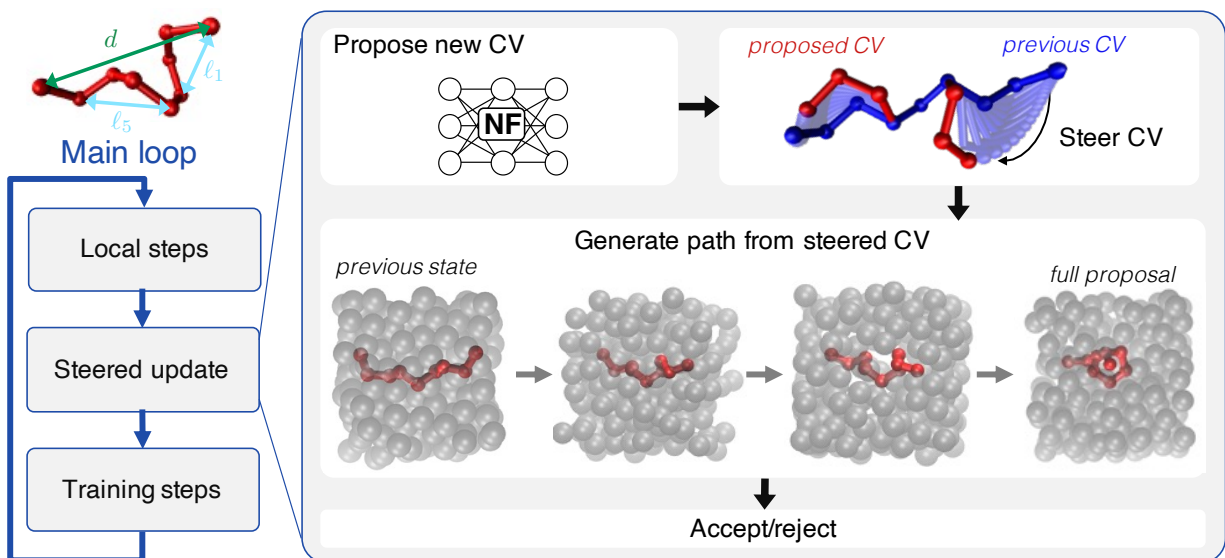 d
ℓ₁
ℓ₅
Main loop
Local steps
Steered update
Training steps
Propose new CV
NF
proposed CV
previous CV
Steer CV
Generate path from steered CV
previous state
full proposal
Accept/reject